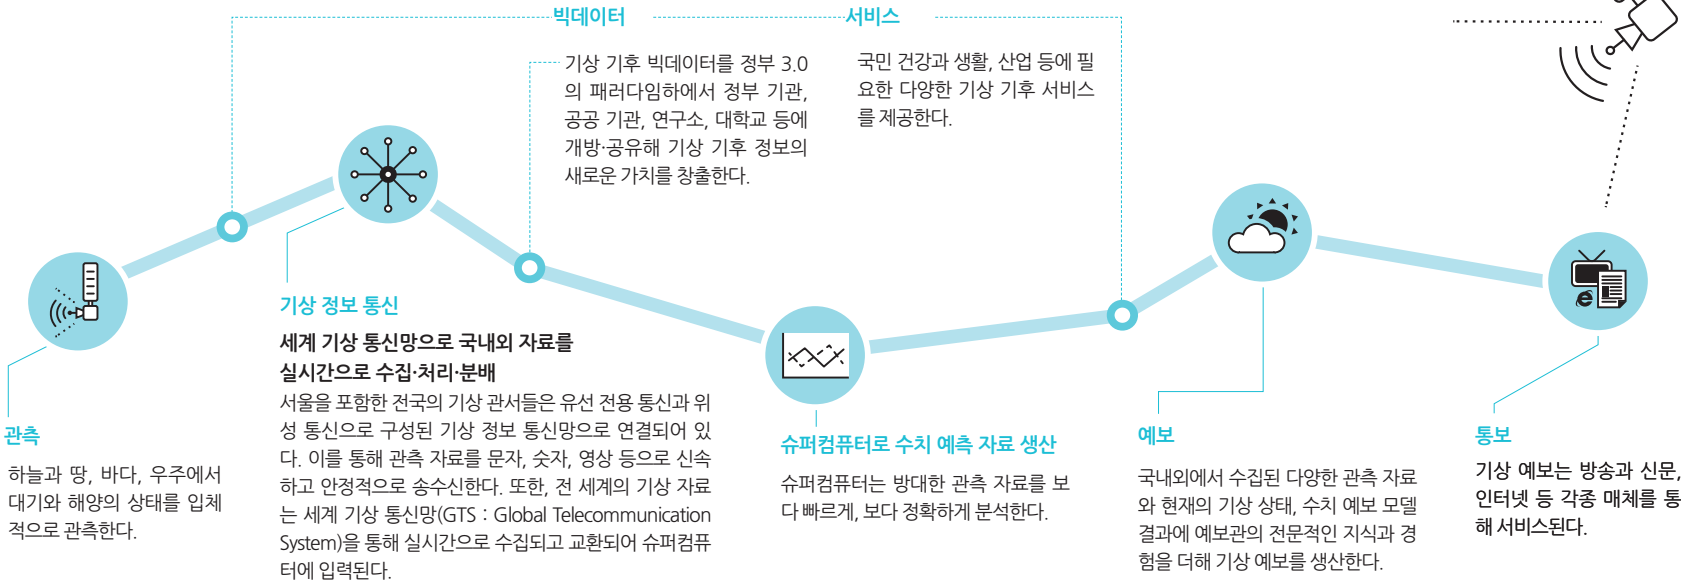 빅데이터
기상 기후 빅데이터를 정부 3.0
의 패러다임하에서 정부 기관,
공공 기관, 연구소, 대학교 등에
개방·공유해 기상 기후 정보의
새로운 가치를 창출한다.
서비스
국민 건강과 생활, 산업 등에 필
요한 다양한 기상 기후 서비스
를 제공한다.
관측
하늘과 땅, 바다, 우주에서
대기와 해양의 상태를 입체
적으로 관측한다.
기상 정보 통신
세계 기상 통신망으로 국내외 자료를
실시간으로 수집·처리·분배
서울을 포함한 전국의 기상 관서들은 유선 전용 통신과 위
성 통신으로 구성된 기상 정보 통신망으로 연결되어 있
다. 이를 통해 관측 자료를 문자, 숫자, 영상 등으로 신속
하고 안정적으로 송수신한다. 또한, 전 세계의 기상 자료
는 세계 기상 통신망(GTS : Global Telecommunication
System)을 통해 실시간으로 수집되고 교환되어 슈퍼컴퓨
터에 입력된다.
슈퍼컴퓨터로 수치 예측 자료 생산
슈퍼컴퓨터는 방대한 관측 자료를 보
다 빠르게, 보다 정확하게 분석한다.
예보
국내외에서 수집된 다양한 관측 자료
와 현재의 기상 상태, 수치 예보 모델
결과에 예보관의 전문적인 지식과 경
험을 더해 기상 예보를 생산한다.
통보
기상 예보는 방송과 신문,
인터넷 등 각종 매체를 통
해 서비스된다.